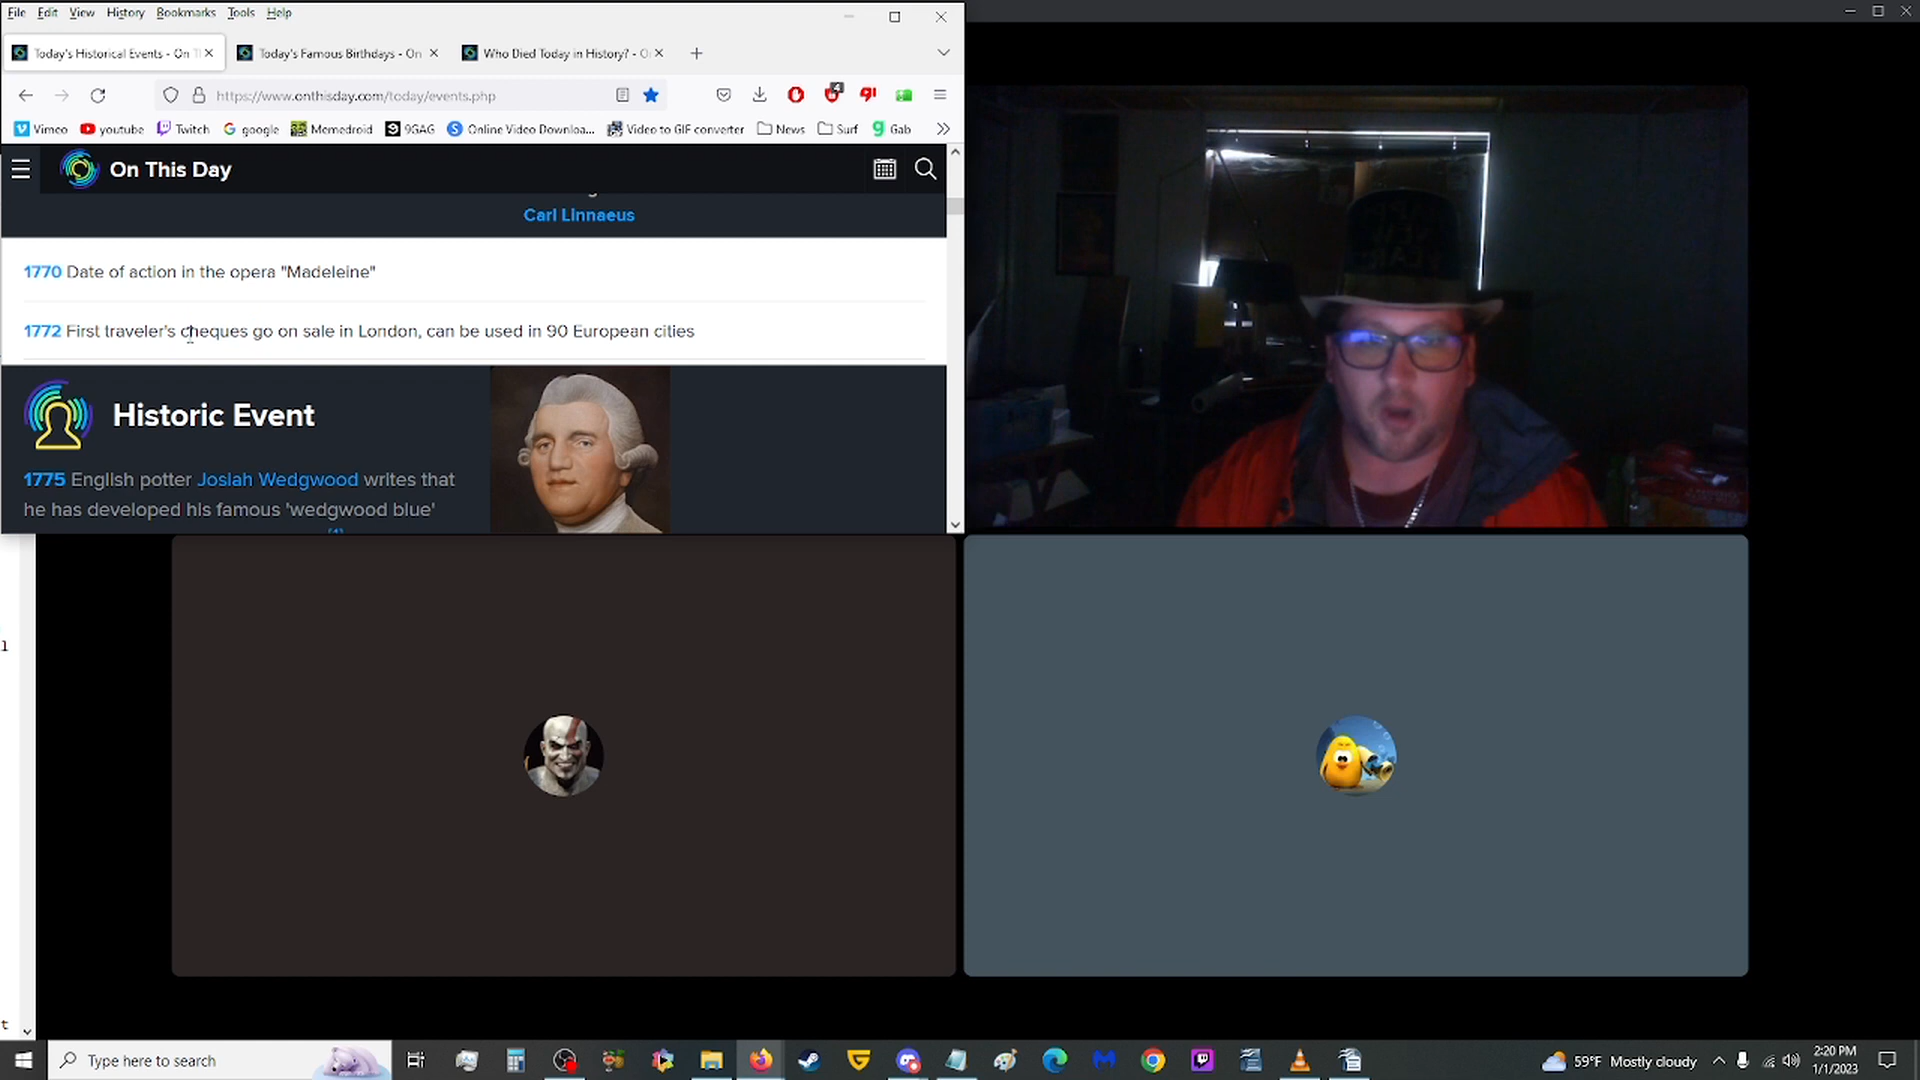 File Edit View History Bookmarks Tools Help
Today's Historical Events - On T
Today's Famous Birthdays - On
Who Died Today in History? - O
https://www.onthisday.com/today/events.php
4
Vimeo youtube Twitch google Memedroid 9GAG Online Video Downloa... Video to GIF converter News Surf Gab
On This Day
Carl Linnaeus
1770 Date of action in the opera "Madeleine"
1772 First traveler's cheques go on sale in London, can be used in 90 European cities
Historic Event
1775 English potter Josiah Wedgwood writes that
he has developed his famous 'wedgwood blue'
[1]
l
t
Type here to search
59°F Mostly cloudy
2:20 PM
1/1/2023